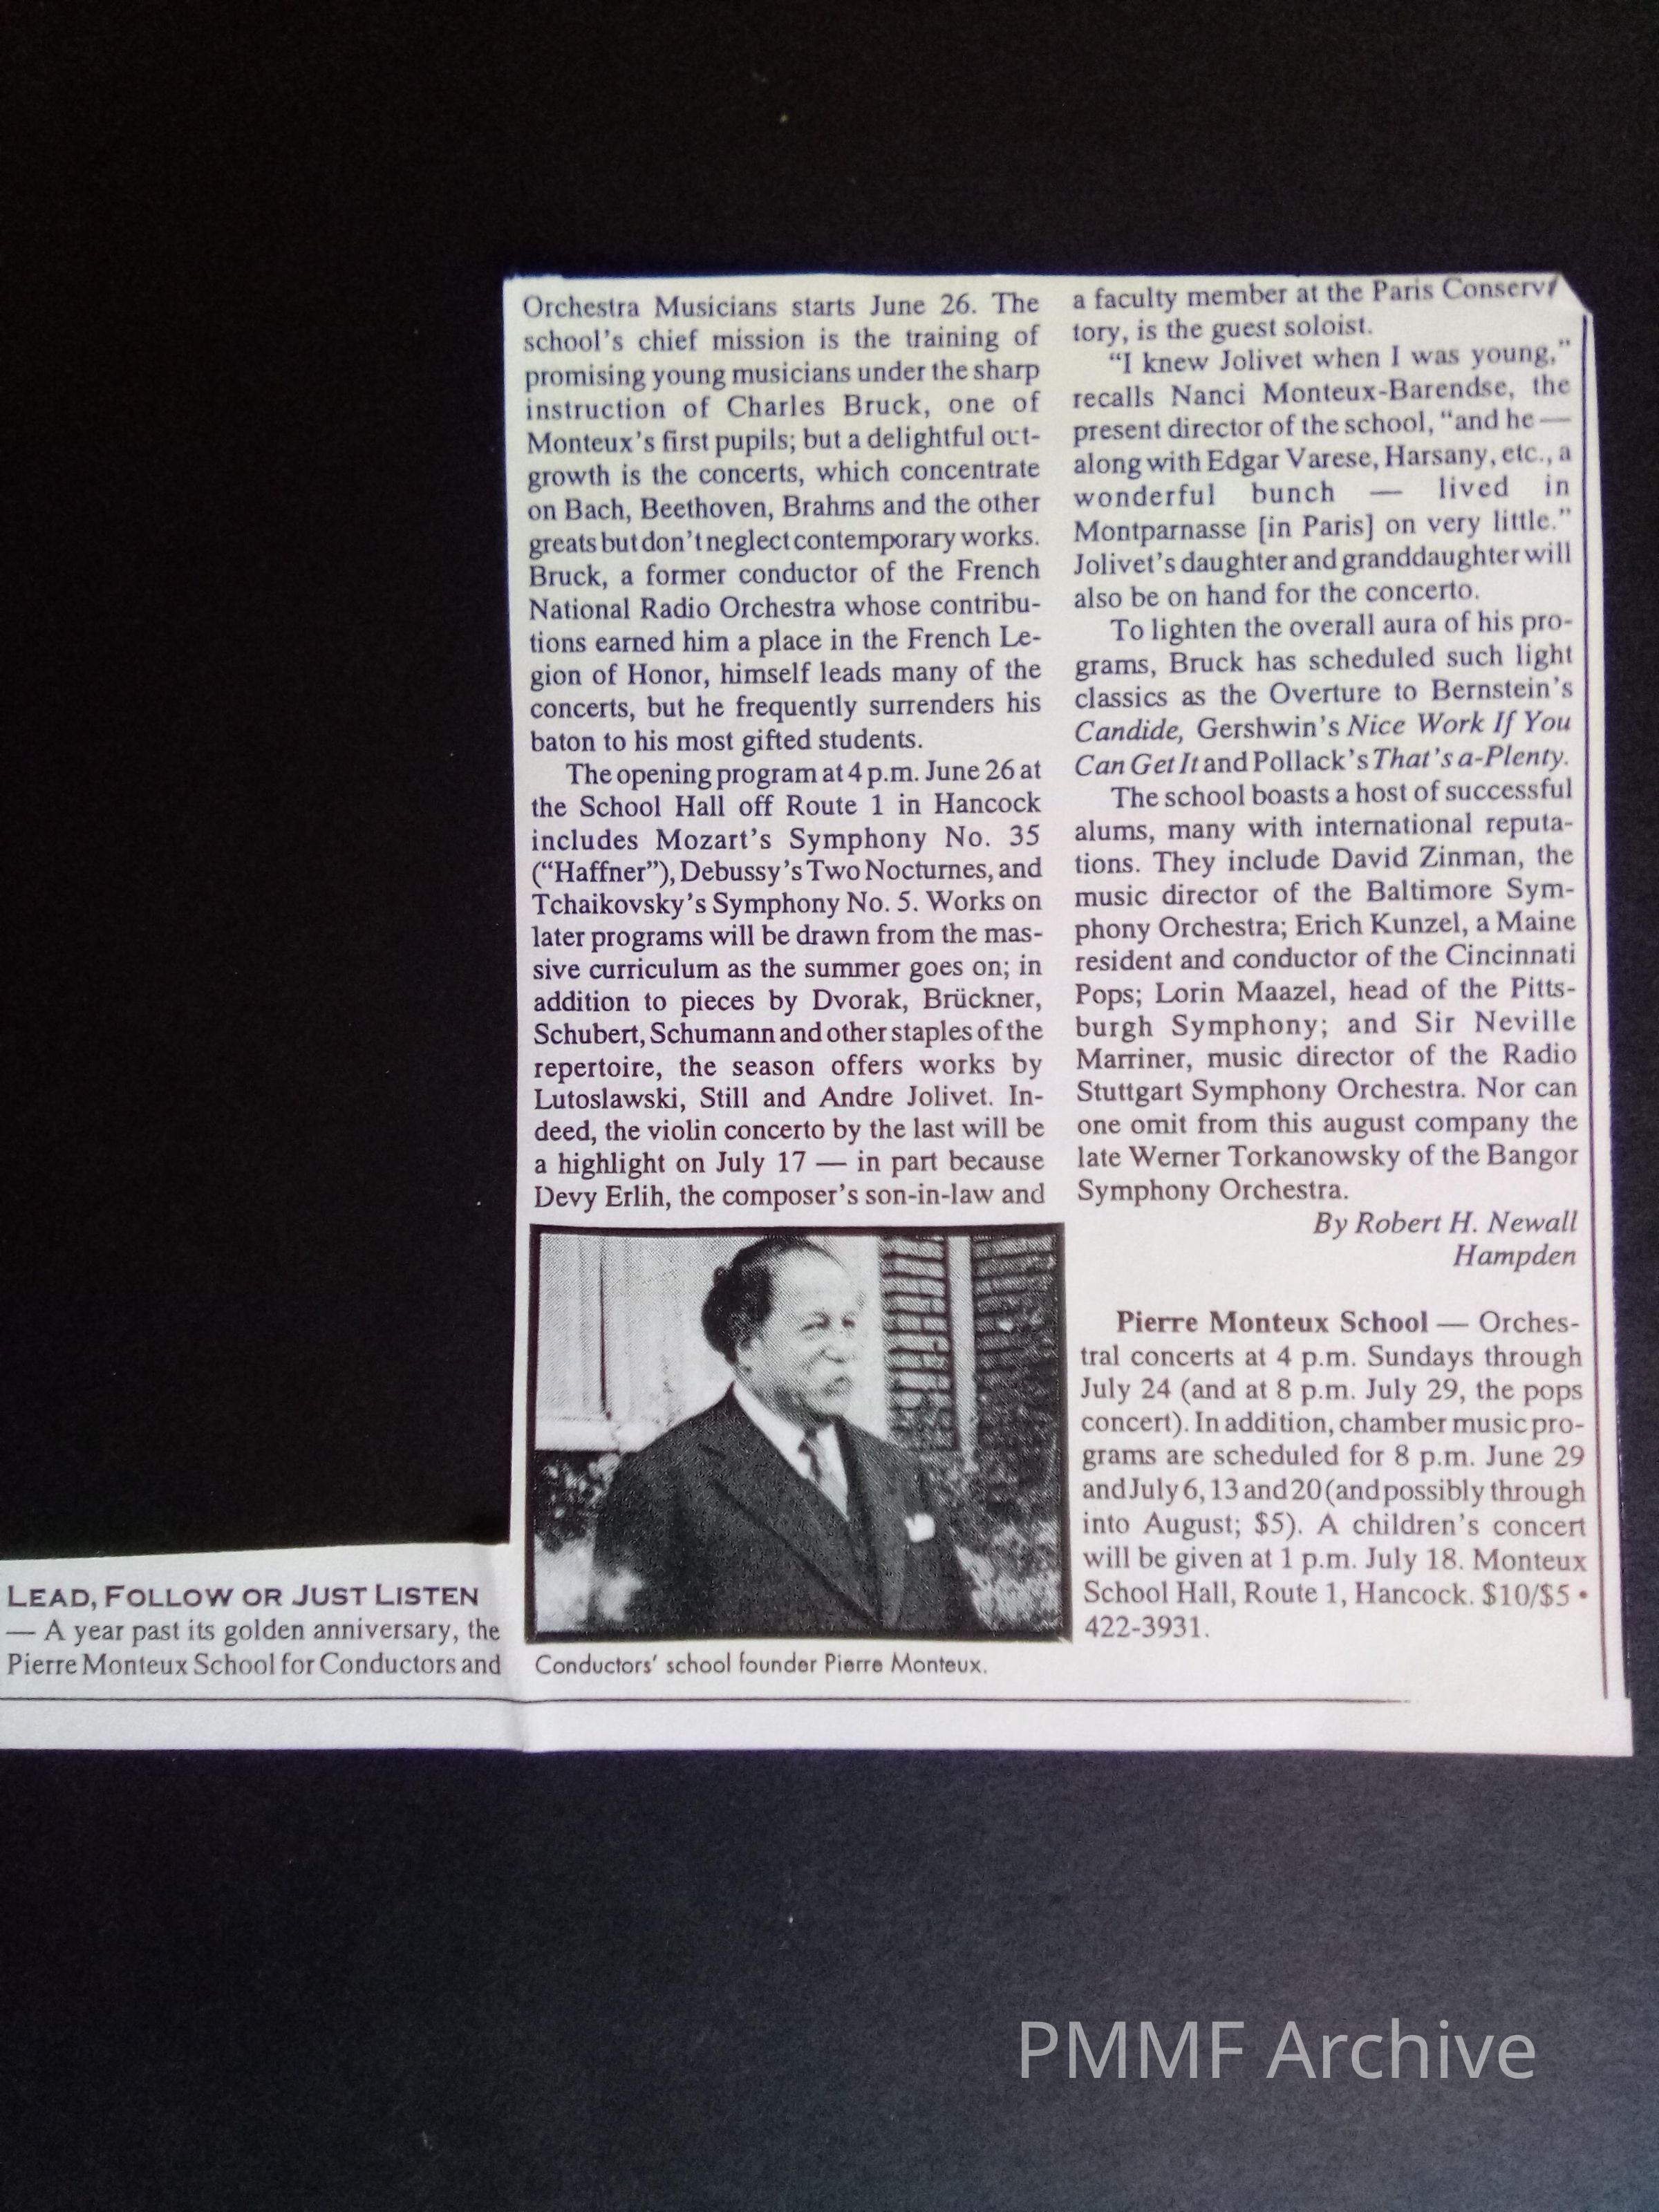 LEAD, FOLLOW OR JUST LISTEN
— A year past its golden anniversary, the
Pierre Monteux School for Conductors and
Orchestra Musicians starts June 26. The
school's chief mission is the training of
promising young musicians under the sharp
instruction of Charles Bruck, one of
Monteux's first pupils; but a delightful out-
growth is the concerts, which concentrate
on Bach, Beethoven, Brahms and the other
greats but don't neglect contemporary works.
Bruck, a former conductor of the French
National Radio Orchestra whose contribu-
tions earned him a place in the French Le-
gion of Honor, himself leads many of the
concerts, but he frequently surrenders his
baton to his most gifted students.
The opening program at 4 p.m. June 26 at
the School Hall off Route 1 in Hancock
includes Mozart's Symphony No. 35
("Haffner"), Debussy's Two Nocturnes, and
Tchaikovsky's Symphony No. 5. Works on
later programs will be drawn from the mas-
sive curriculum as the summer goes on; in
addition to pieces by Dvorak, Brückner,
Schubert, Schumann and other staples of the
repertoire, the season offers works by
Lutoslawski, Still and Andre Jolivet. In-
deed, the violin concerto by the last will be
a highlight on July 17 — in part because
Devy Erlih, the composer's son-in-law and
a faculty member at the Paris Conserva
tory, is the guest soloist.
"I knew Jolivet when I was young,"
recalls Nanci Monteux-Barendse, the
present director of the school, "and he —
along with Edgar Varese, Harsany, etc., a
wonderful bunch — lived in
Montparnasse [in Paris] on very little."
Jolivet's daughter and granddaughter will
also be on hand for the concerto.
To lighten the overall aura of his pro-
grams, Bruck has scheduled such light
classics as the Overture to Bernstein's
Candide, Gershwin's Nice Work If You
Can Get It and Pollack's That's a-Plenty.
The school boasts a host of successful
alums, many with international reputa-
tions. They include David Zinman, the
music director of the Baltimore Sym-
phony Orchestra; Erich Kunzel, a Maine
resident and conductor of the Cincinnati
Pops; Lorin Maazel, head of the Pitts-
burgh Symphony; and Sir Neville
Marriner, music director of the Radio
Stuttgart Symphony Orchestra. Nor can
one omit from this august company the
late Werner Torkanowsky of the Bangor
Symphony Orchestra.
By Robert H. Newall
Hampden
Pierre Monteux School — Orches-
tral concerts at 4 p.m. Sundays through
July 24 (and at 8 p.m. July 29, the pops
concert). In addition, chamber music pro-
grams are scheduled for 8 p.m. June 29
and July 6, 13 and 20 (and possibly through
into August; $5). A children's concert
will be given at 1 p.m. July 18. Monteux
School Hall, Route 1, Hancock. $10/$5 •
422-3931.
Conductors' school founder Pierre Monteux.
PMMF Archive